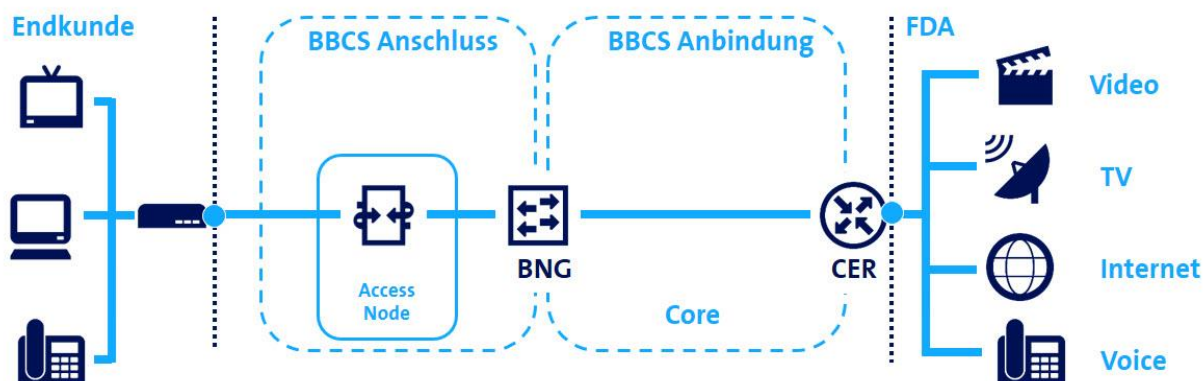 Endkunde
BBCS Anschluss
BBCS Anbindung
FDA
Video
TV
BNG
CER
Internet
Access
Node
Core
Voice